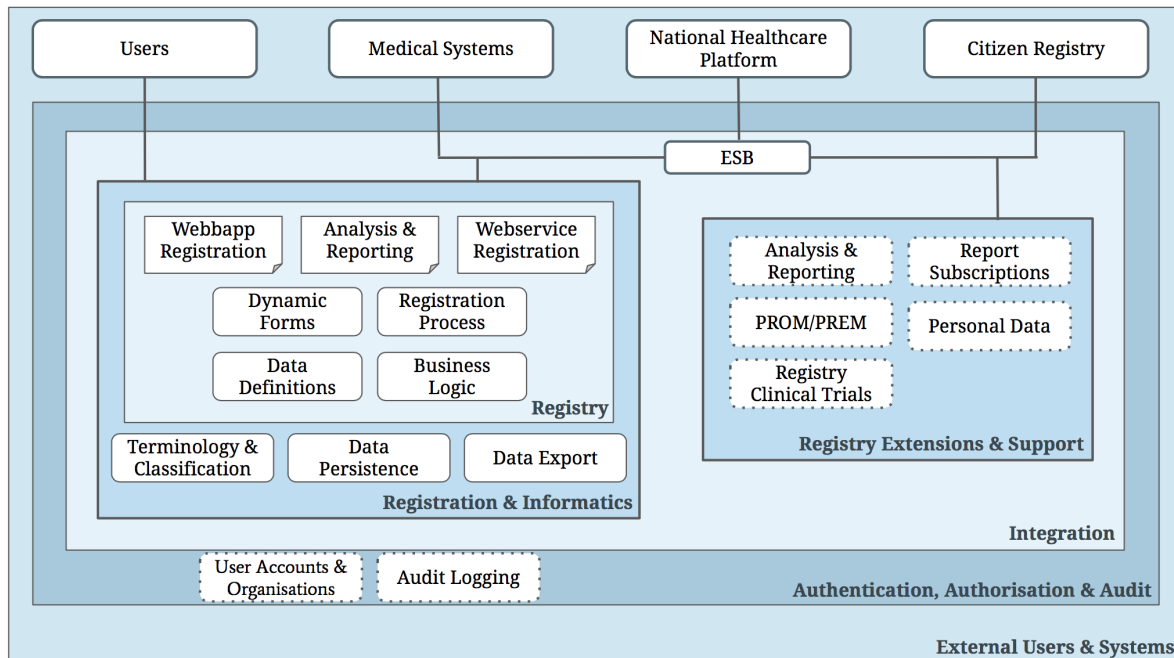 Users
Medical Systems
National Healthcare
Platform
Citizen Registry
ESB
Webbapp
Registration
Analysis &
Reporting
Webservice
Registration
Dynamic
Forms
Registration
Process
Data
Definitions
Business
Logic
Registry
Terminology &
Classification
Data
Persistence
Data Export
Registration & Informatics
Analysis &
Reporting
Report
Subscriptions
PROM/PREM
Personal Data
Registry
Clinical Trials
Registry Extensions & Support
Integration
User Accounts &
Organisations
Audit Logging
Authentication, Authorisation & Audit
External Users & Systems